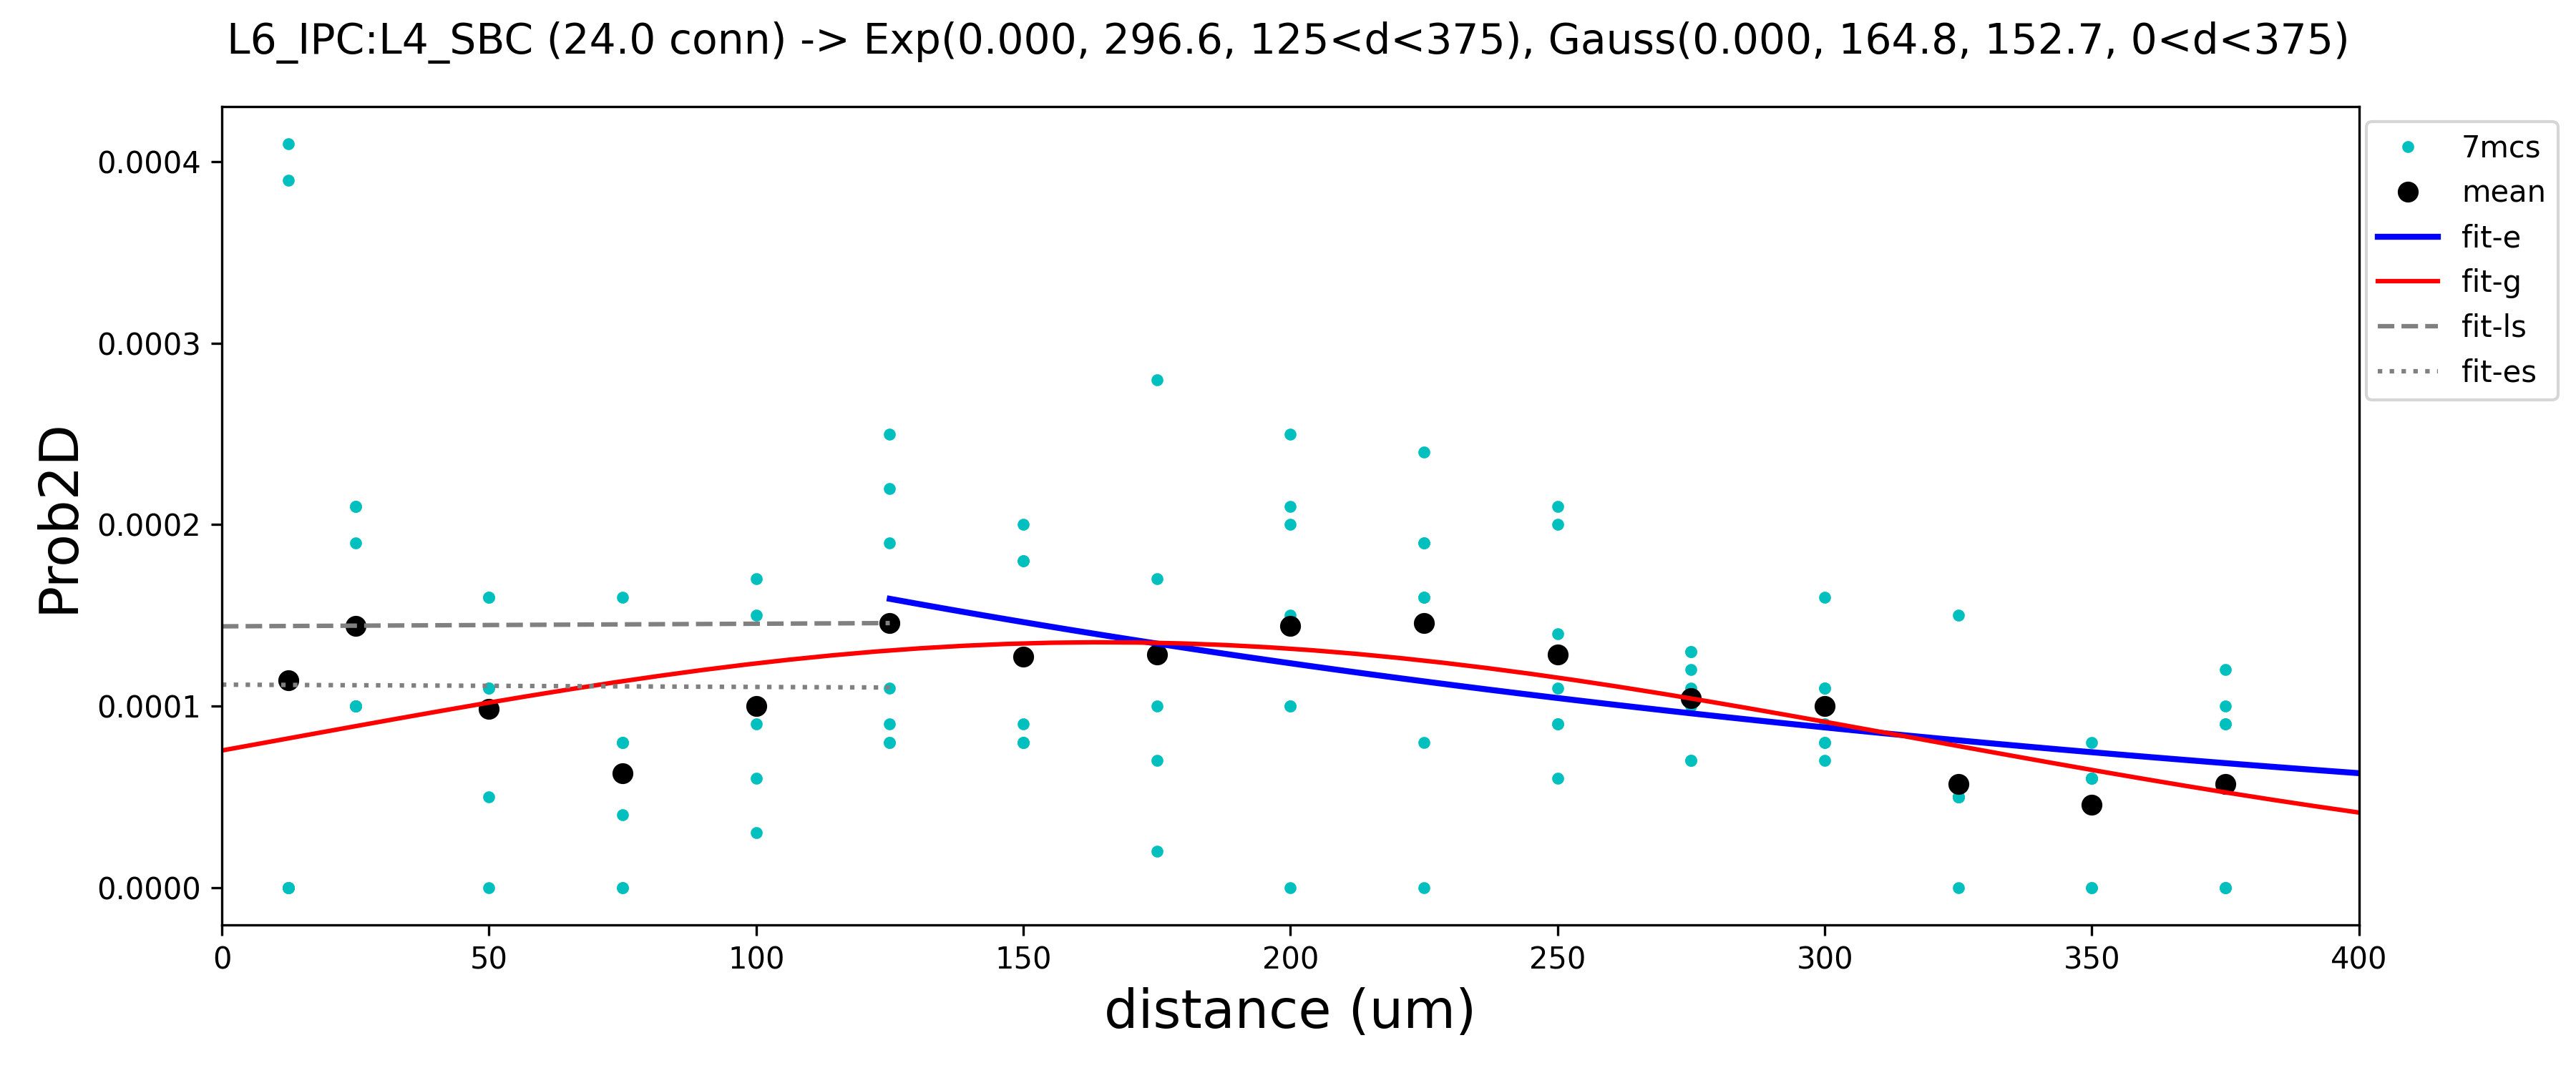 L6_IPC:L4_SBC (24.0 conn) -> Exp(0.000, 296.6, 125<d<375), Gauss(0.000, 164.8, 152.7, 0<d<375)
7mcs
mean
fit-e
fit-g
fit-ls
fit-es
Prob2D
0.0004
0.0003
0.0002
0.0001
0.0000
0 50 100 150 200 250 300 350 400
distance (um)